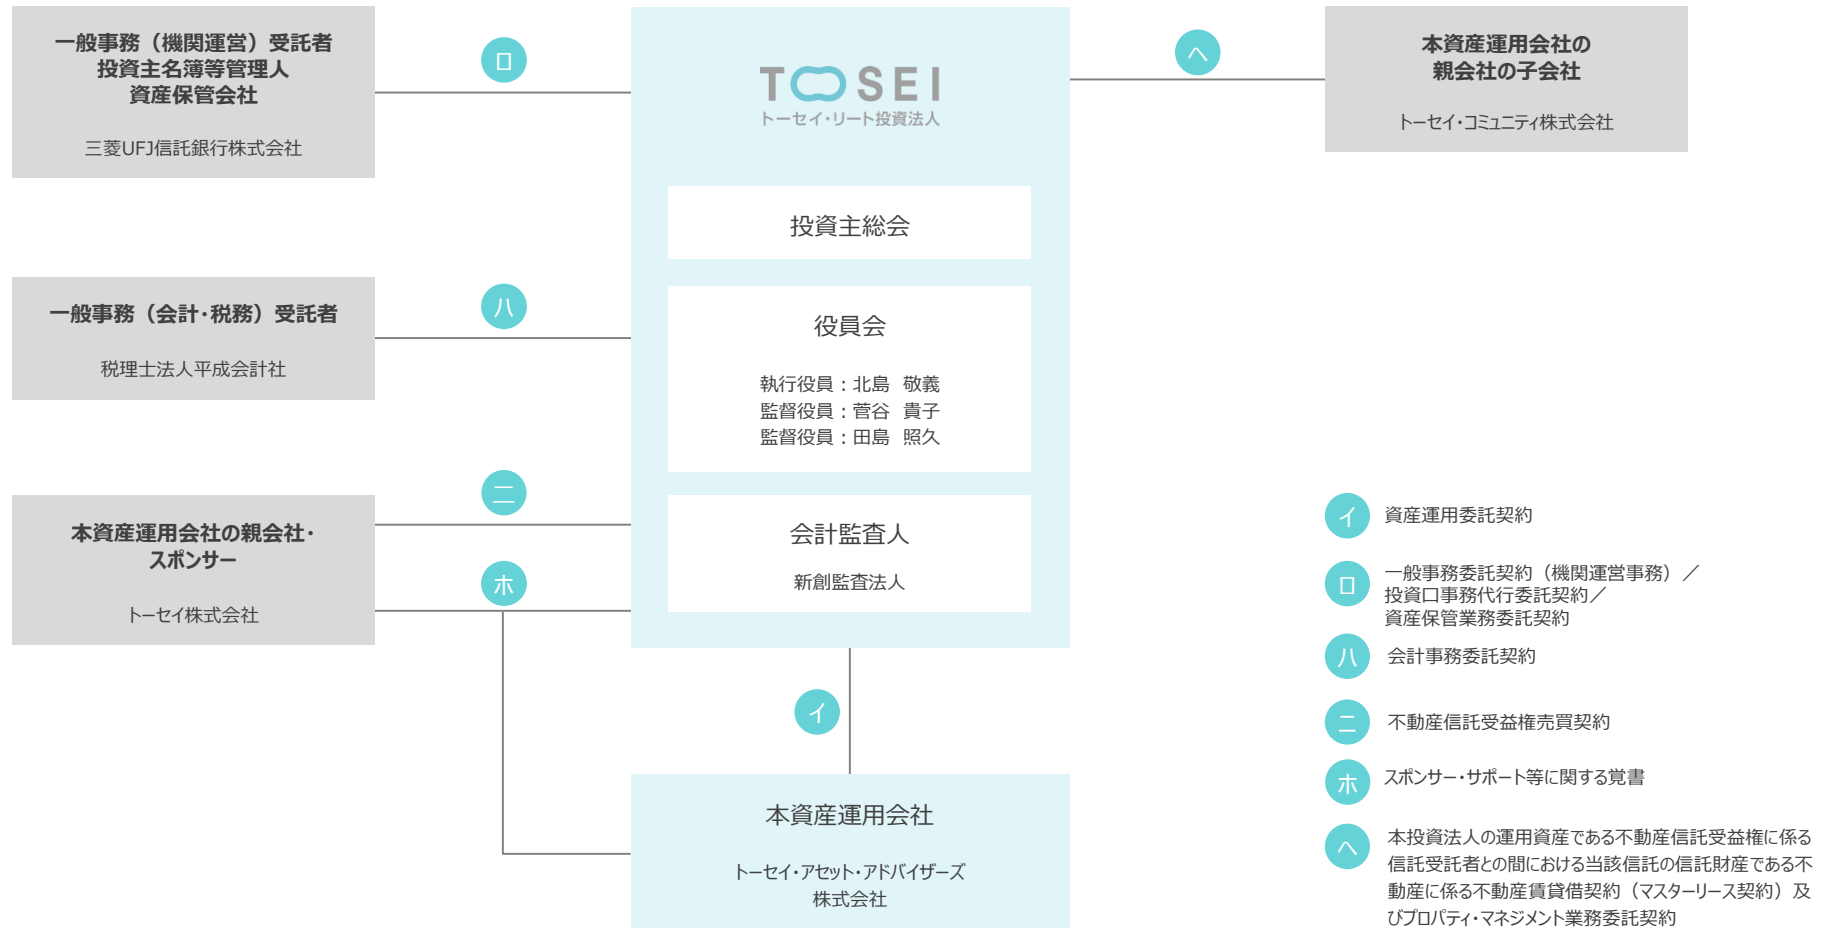 一般事務（機関運営）受託者
投資主名簿等管理人
資産保管会社
三菱UFJ信託銀行株式会社
ロ
TOSEI
トーセイ・リート投資法人
ヘ
本資産運用会社の
親会社の子会社
トーセイ・コミュニティ株式会社
投資主総会
一般事務（会計・税務）受託者
税理士法人平成会計社
ハ
役員会
執行役員：北島 敬義
監督役員：菅谷 貴子
監督役員：田島 照久
本資産運用会社の親会社・
スポンサー
トーセイ株式会社
ニ
ホ
会計監査人
新創監査法人
イ
本資産運用会社
トーセイ・アセット・アドバイザーズ
株式会社
イ 資産運用委託契約
ロ 一般事務委託契約（機関運営事務）／
投資口事務代行委託契約／
資産保管業務委託契約
ハ 会計事務委託契約
ニ 不動産信託受益権売買契約
ホ スポンサー・サポート等に関する覚書
ヘ 本投資法人の運用資産である不動産信託受益権に係る
信託受託者との間における当該信託の信託財産である不
動産に係る不動産賃貸借契約（マスターリース契約）及
びプロパティ・マネジメント業務委託契約